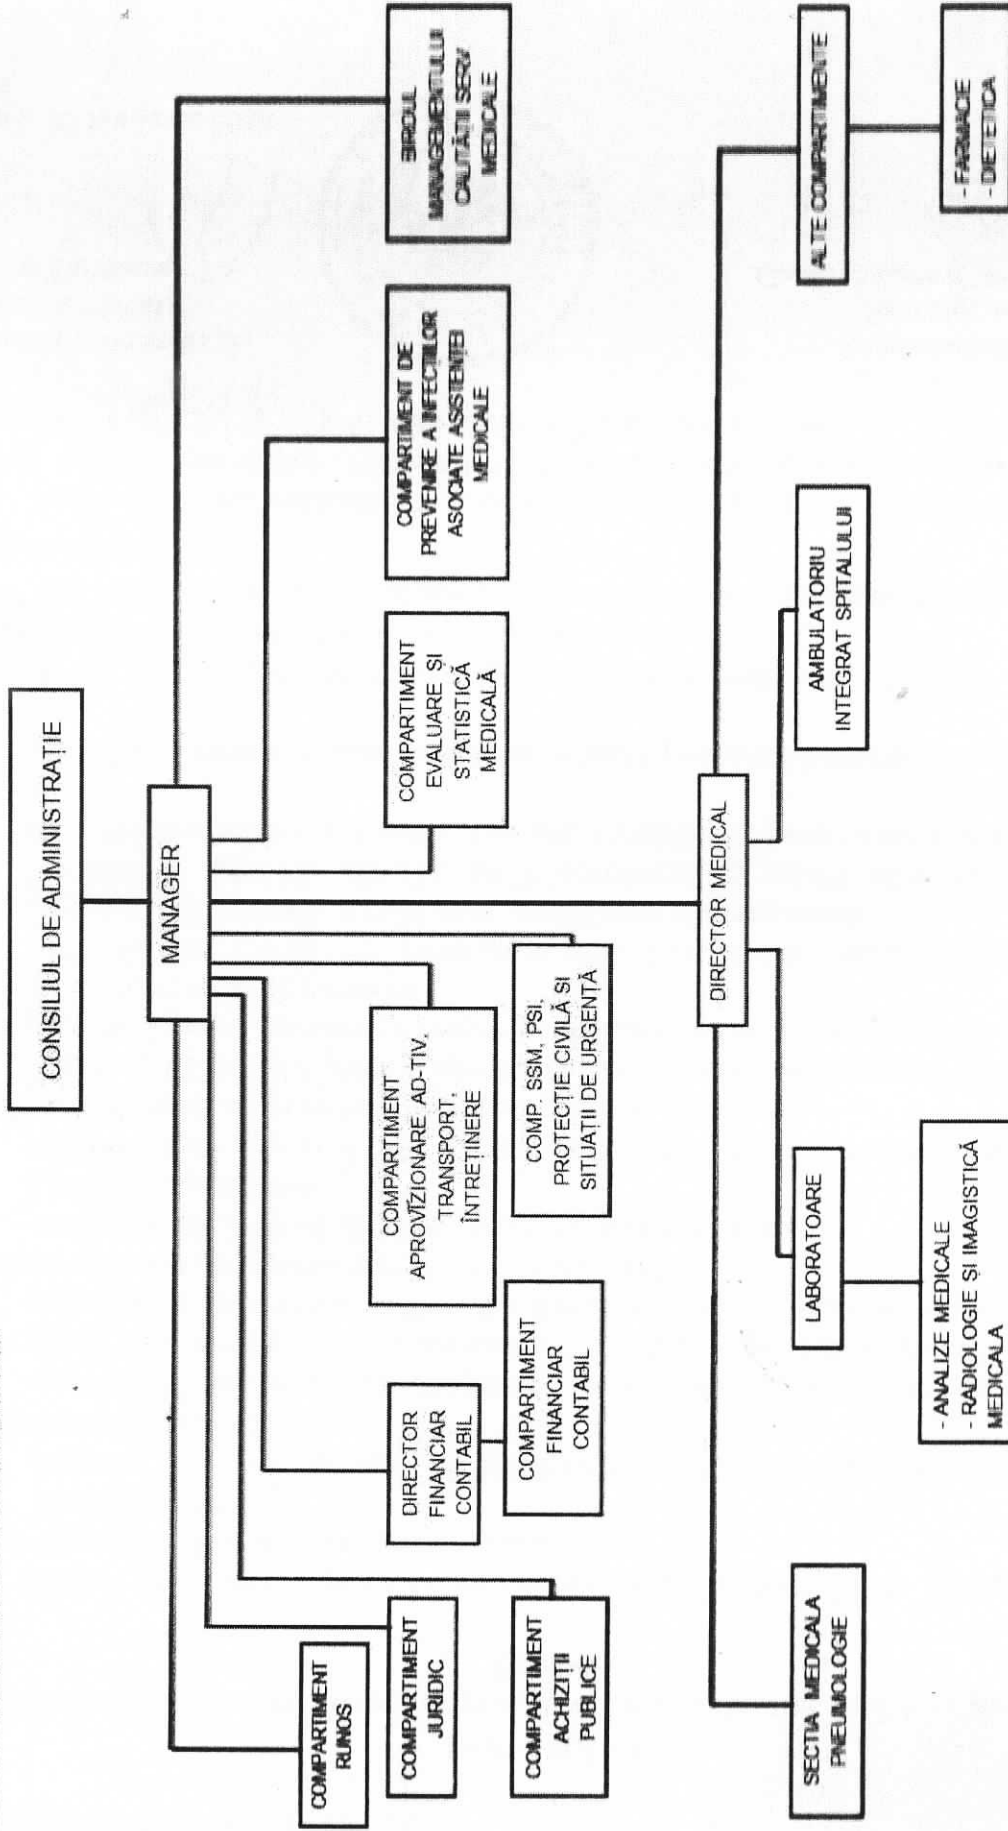 CONSILIUL DE ADMINISTRAȚIE
MANAGER
COMPARTIMENT
RUNOS
COMPARTIMENT
JURIDIC
COMPARTIMENT
ACHIZIȚII
PUBLICE
DIRECTOR
FINANCIAR
CONTABIL
COMPARTIMENT
FINANCIAR
CONTABIL
COMPARTIMENT
APROVIZIONARE AD-TIV,
TRANSPORT,
ÎNTREȚINERE
COMP. SSM, PSI,
PROTECȚIE CIVILĂ SI
SITUAȚII DE URGENȚĂ
COMPARTIMENT
EVALUARE ȘI
STATISTICĂ
MEDICALĂ
COMPARTIMENT DE
PREVENIRE A INFECȚIILOR
ASOCIATE ASISTENȚEI
MEDICALE
BIROUL
MANAGEMENTULUI
CALITĂȚII SERV.
MEDICALE
DIRECTOR MEDICAL
SECTIA MEDICALA
PNEUMOLOGIE
LABORATOARE
- ANALIZE MEDICALE
- RADIOLOGIE ȘI IMAGISTICĂ
MEDICALA
AMBULATORIU
INTEGRAT SPITALULUI
ALTE COMPARTIMENTE
- FARMACIE
- DIETETICA